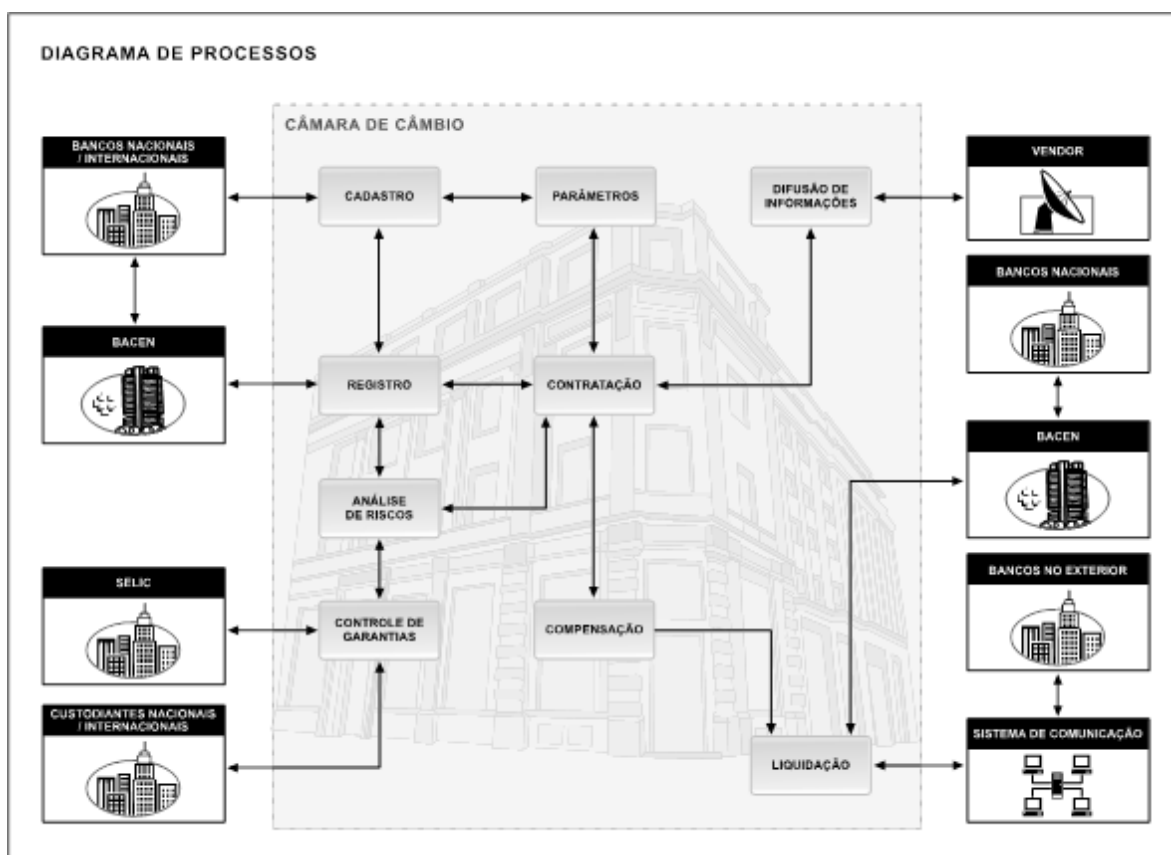 DIAGRAMA DE PROCESSOS
CÂMARA DE CÂMBIO
BANCOS NACIONAIS
/ INTERNACIONAIS
CADASTRO
PARÂMETROS
DIFUSÃO DE
INFORMAÇÕES
VENDOR
BANCOS NACIONAIS
BACEN
REGISTRO
CONTRATAÇÃO
BACEN
ANÁLISE
DE RISCOS
BANCOS NO EXTERIOR
SELIC
CONTROLE DE
GARANTIAS
COMPENSAÇÃO
CUSTODIANTES NACIONAIS
/ INTERNACIONAIS
SISTEMA DE COMUNICAÇÃO
LIQUIDAÇÃO